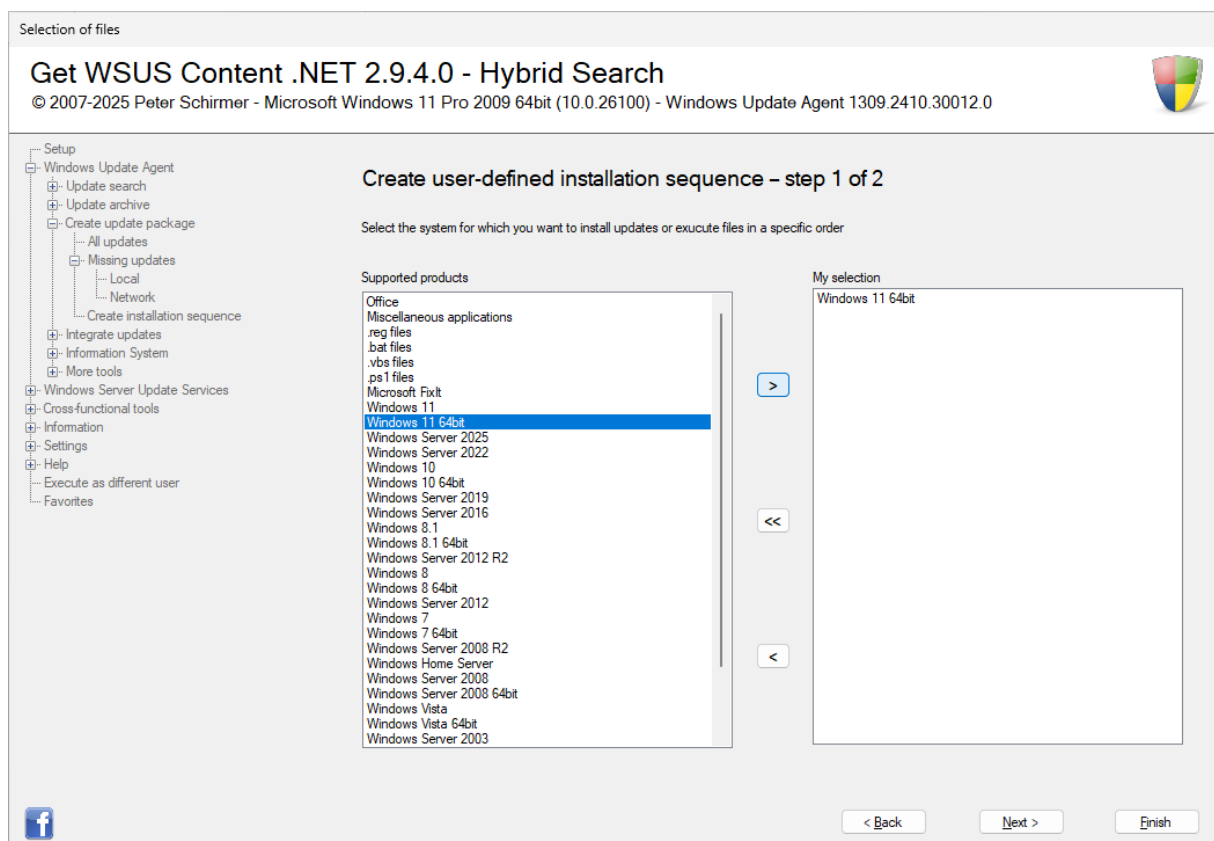 Selection of files
Get WSUS Content .NET 2.9.4.0 - Hybrid Search
© 2007-2025 Peter Schirmer - Microsoft Windows 11 Pro 2009 64bit (10.0.26100) - Windows Update Agent 1309.2410.30012.0
Setup
Windows Update Agent
Update search
Update archive
Create update package
All updates
Missing updates
Local
Network
Create installation sequence
Integrate updates
Information System
More tools
Windows Server Update Services
Cross-functional tools
Information
Settings
Help
Execute as different user
Favorites
Create user-defined installation sequence – step 1 of 2
Select the system for which you want to install updates or exucute files in a specific order
Supported products
Office
Miscellaneous applications
.reg files
.bat files
.vbs files
.ps1 files
Microsoft FixIt
Windows 11
Windows 11 64bit
Windows Server 2025
Windows Server 2022
Windows 10
Windows 10 64bit
Windows Server 2019
Windows Server 2016
Windows 8.1
Windows 8.1 64bit
Windows Server 2012 R2
Windows 8
Windows 8 64bit
Windows Server 2012
Windows 7
Windows 7 64bit
Windows Server 2008 R2
Windows Home Server
Windows Server 2008
Windows Server 2008 64bit
Windows Vista
Windows Vista 64bit
Windows Server 2003
>
<<
<
My selection
Windows 11 64bit
f
< Back
Next >
Finish